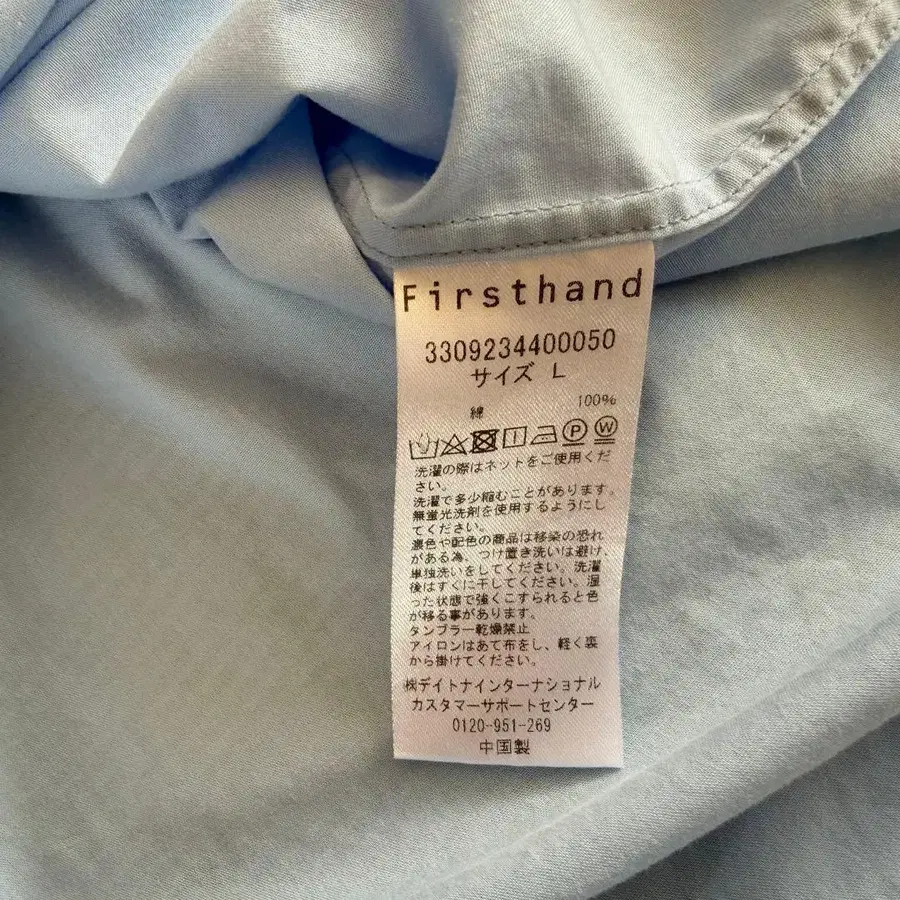 Firsthand
3309234400050
サイズ L
綿 100%
P W
洗濯の際はネットをご使用くだ
さい。
洗濯で多少縮むことがあります。
無蛍光洗剤を使用するようにし
てください。
濃色や配色の商品は移染の恐れ
がある為、つけ置き洗いは避け、
単独洗いをしてください。洗濯
後はすぐに干してください。湿
った状態で強くこすられると色
が移る事があります。
タンブラー乾燥禁止
アイロンはあて布をし、軽く裏
から掛けてください。
㈱デイトナインターナショナル
カスタマーサポートセンター
0120-951-269
中国製